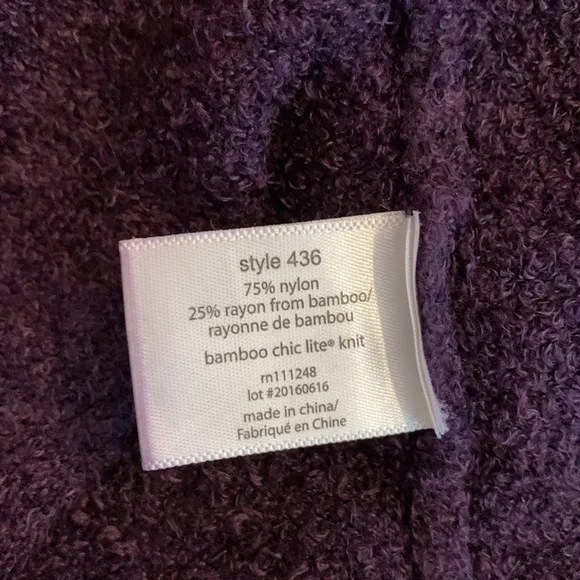 style 436
75% nylon
25% rayon from bamboo/
rayonne de bambou
bamboo chic lite® knit
rn111248
lot #20160616
made in china/
Fabriqué en Chine